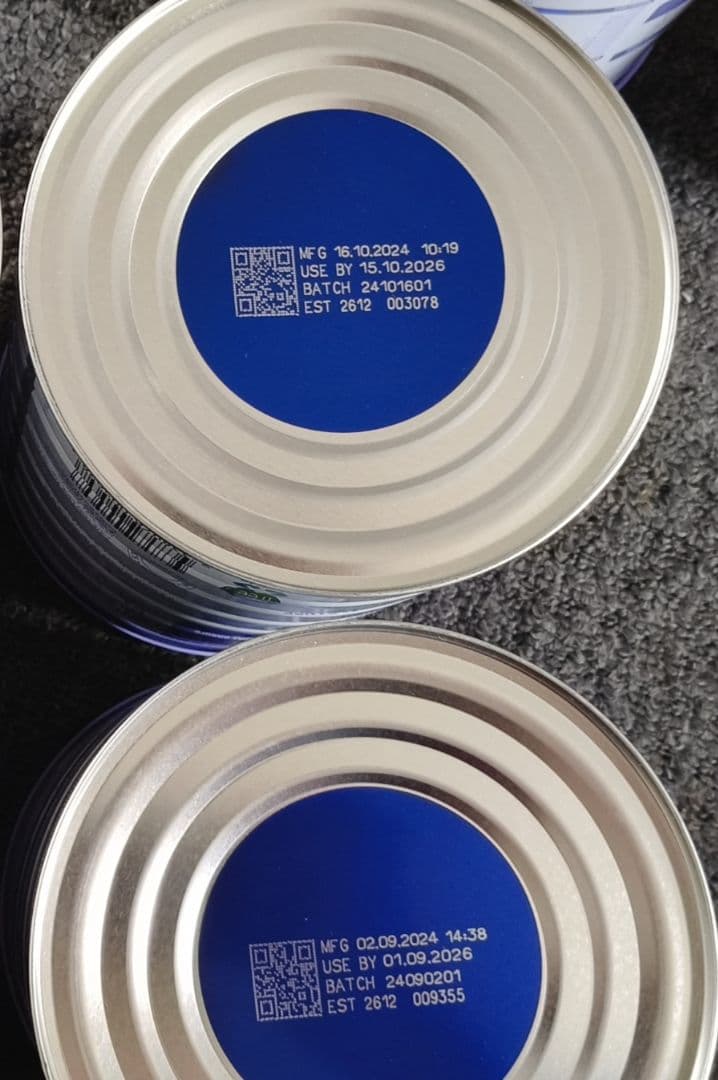 MFG 16.10.2024 10:19
USE BY 15.10.2026
BATCH 24101601
EST 2612 003078
MFG 02.09.2024 14:38
USE BY 01.09.2026
BATCH 24090201
EST 2612 009355